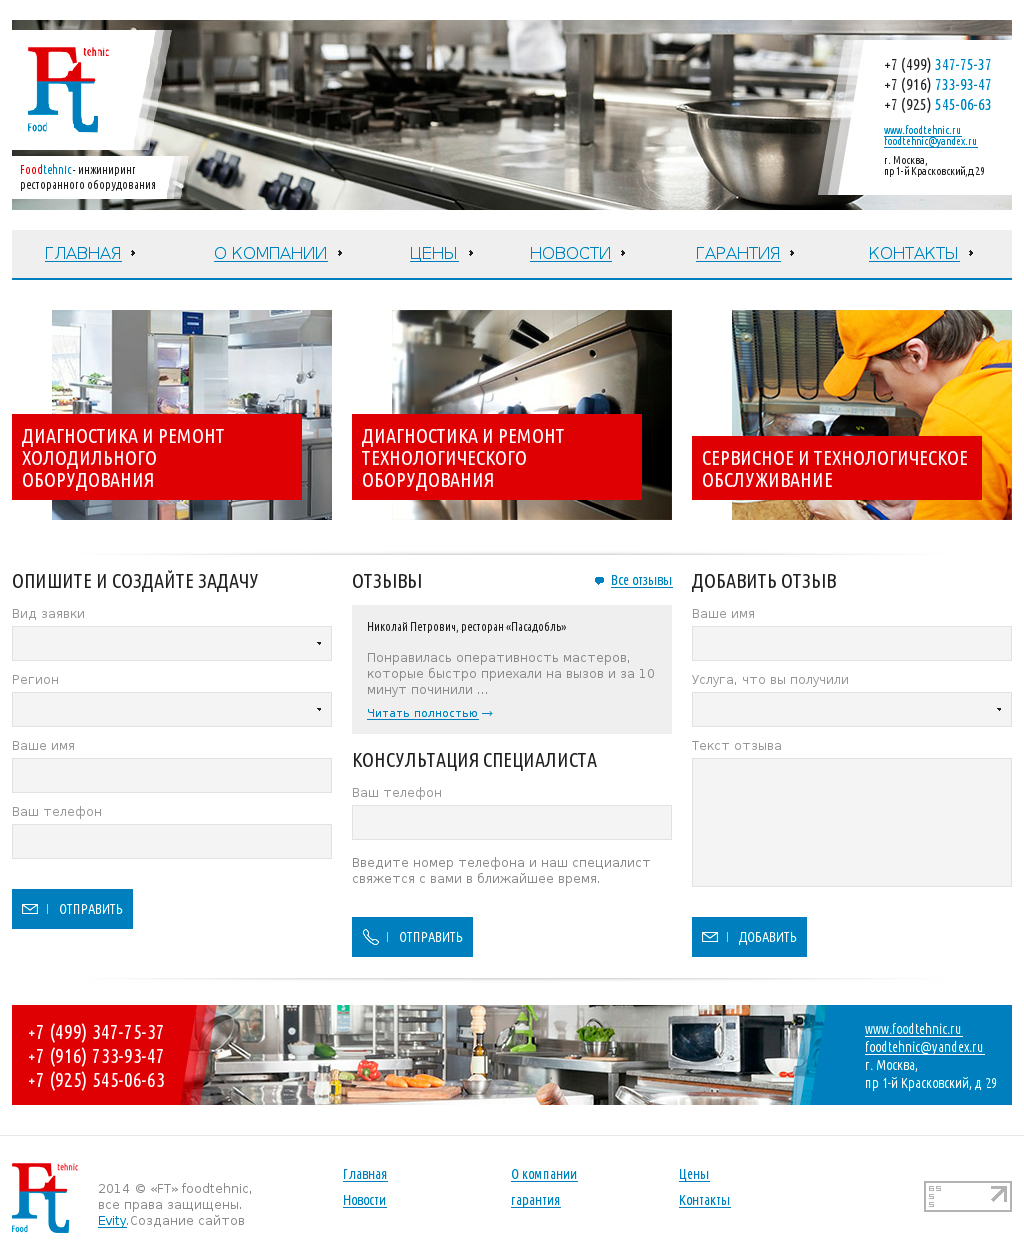 tehnic
Food
Foodtehnic- инжиниринг
ресторанного оборудования
+7 (499) 347-75-37
+7 (916) 733-93-47
+7 (925) 545-06-63
www.foodtehnic.ru
foodtehnic@yandex.ru
г. Москва,
пр 1-й Красковский,д 29
ГЛАВНАЯ О КОМПАНИИ ЦЕНЫ НОВОСТИ ГАРАНТИЯ КОНТАКТЫ
ДИАГНОСТИКА И РЕМОНТ
ХОЛОДИЛЬНОГО
ОБОРУДОВАНИЯ
ДИАГНОСТИКА И РЕМОНТ
ТЕХНОЛОГИЧЕСКОГО
ОБОРУДОВАНИЯ
СЕРВИСНОЕ И ТЕХНОЛОГИЧЕСКОЕ
ОБСЛУЖИВАНИЕ
ОПИШИТЕ И СОЗДАЙТЕ ЗАДАЧУ
Вид заявки
Регион
Ваше имя
Ваш телефон
ОТПРАВИТЬ
ОТЗЫВЫ
Все отзывы
Николай Петрович, ресторан «Пасадобль»
Понравилась оперативность мастеров,
которые быстро приехали на вызов и за 10
минут починили ...
Читать полностью →
КОНСУЛЬТАЦИЯ СПЕЦИАЛИСТА
Ваш телефон
Введите номер телефона и наш специалист
свяжется с вами в ближайшее время.
ОТПРАВИТЬ
ДОБАВИТЬ ОТЗЫВ
Ваше имя
Услуга, что вы получили
Текст отзыва
ДОБАВИТЬ
+7 (499) 347-75-37
+7 (916) 733-93-47
+7 (925) 545-06-63
www.foodtehnic.ru
foodtehnic@yandex.ru
г. Москва,
пр 1-й Красковский, д 29
tehnic
Food
2014 © «FT» foodtehnic,
все права защищены.
Evity.Создание сайтов
Главная
О компании
Цены
Новости
гарантия
Контакты